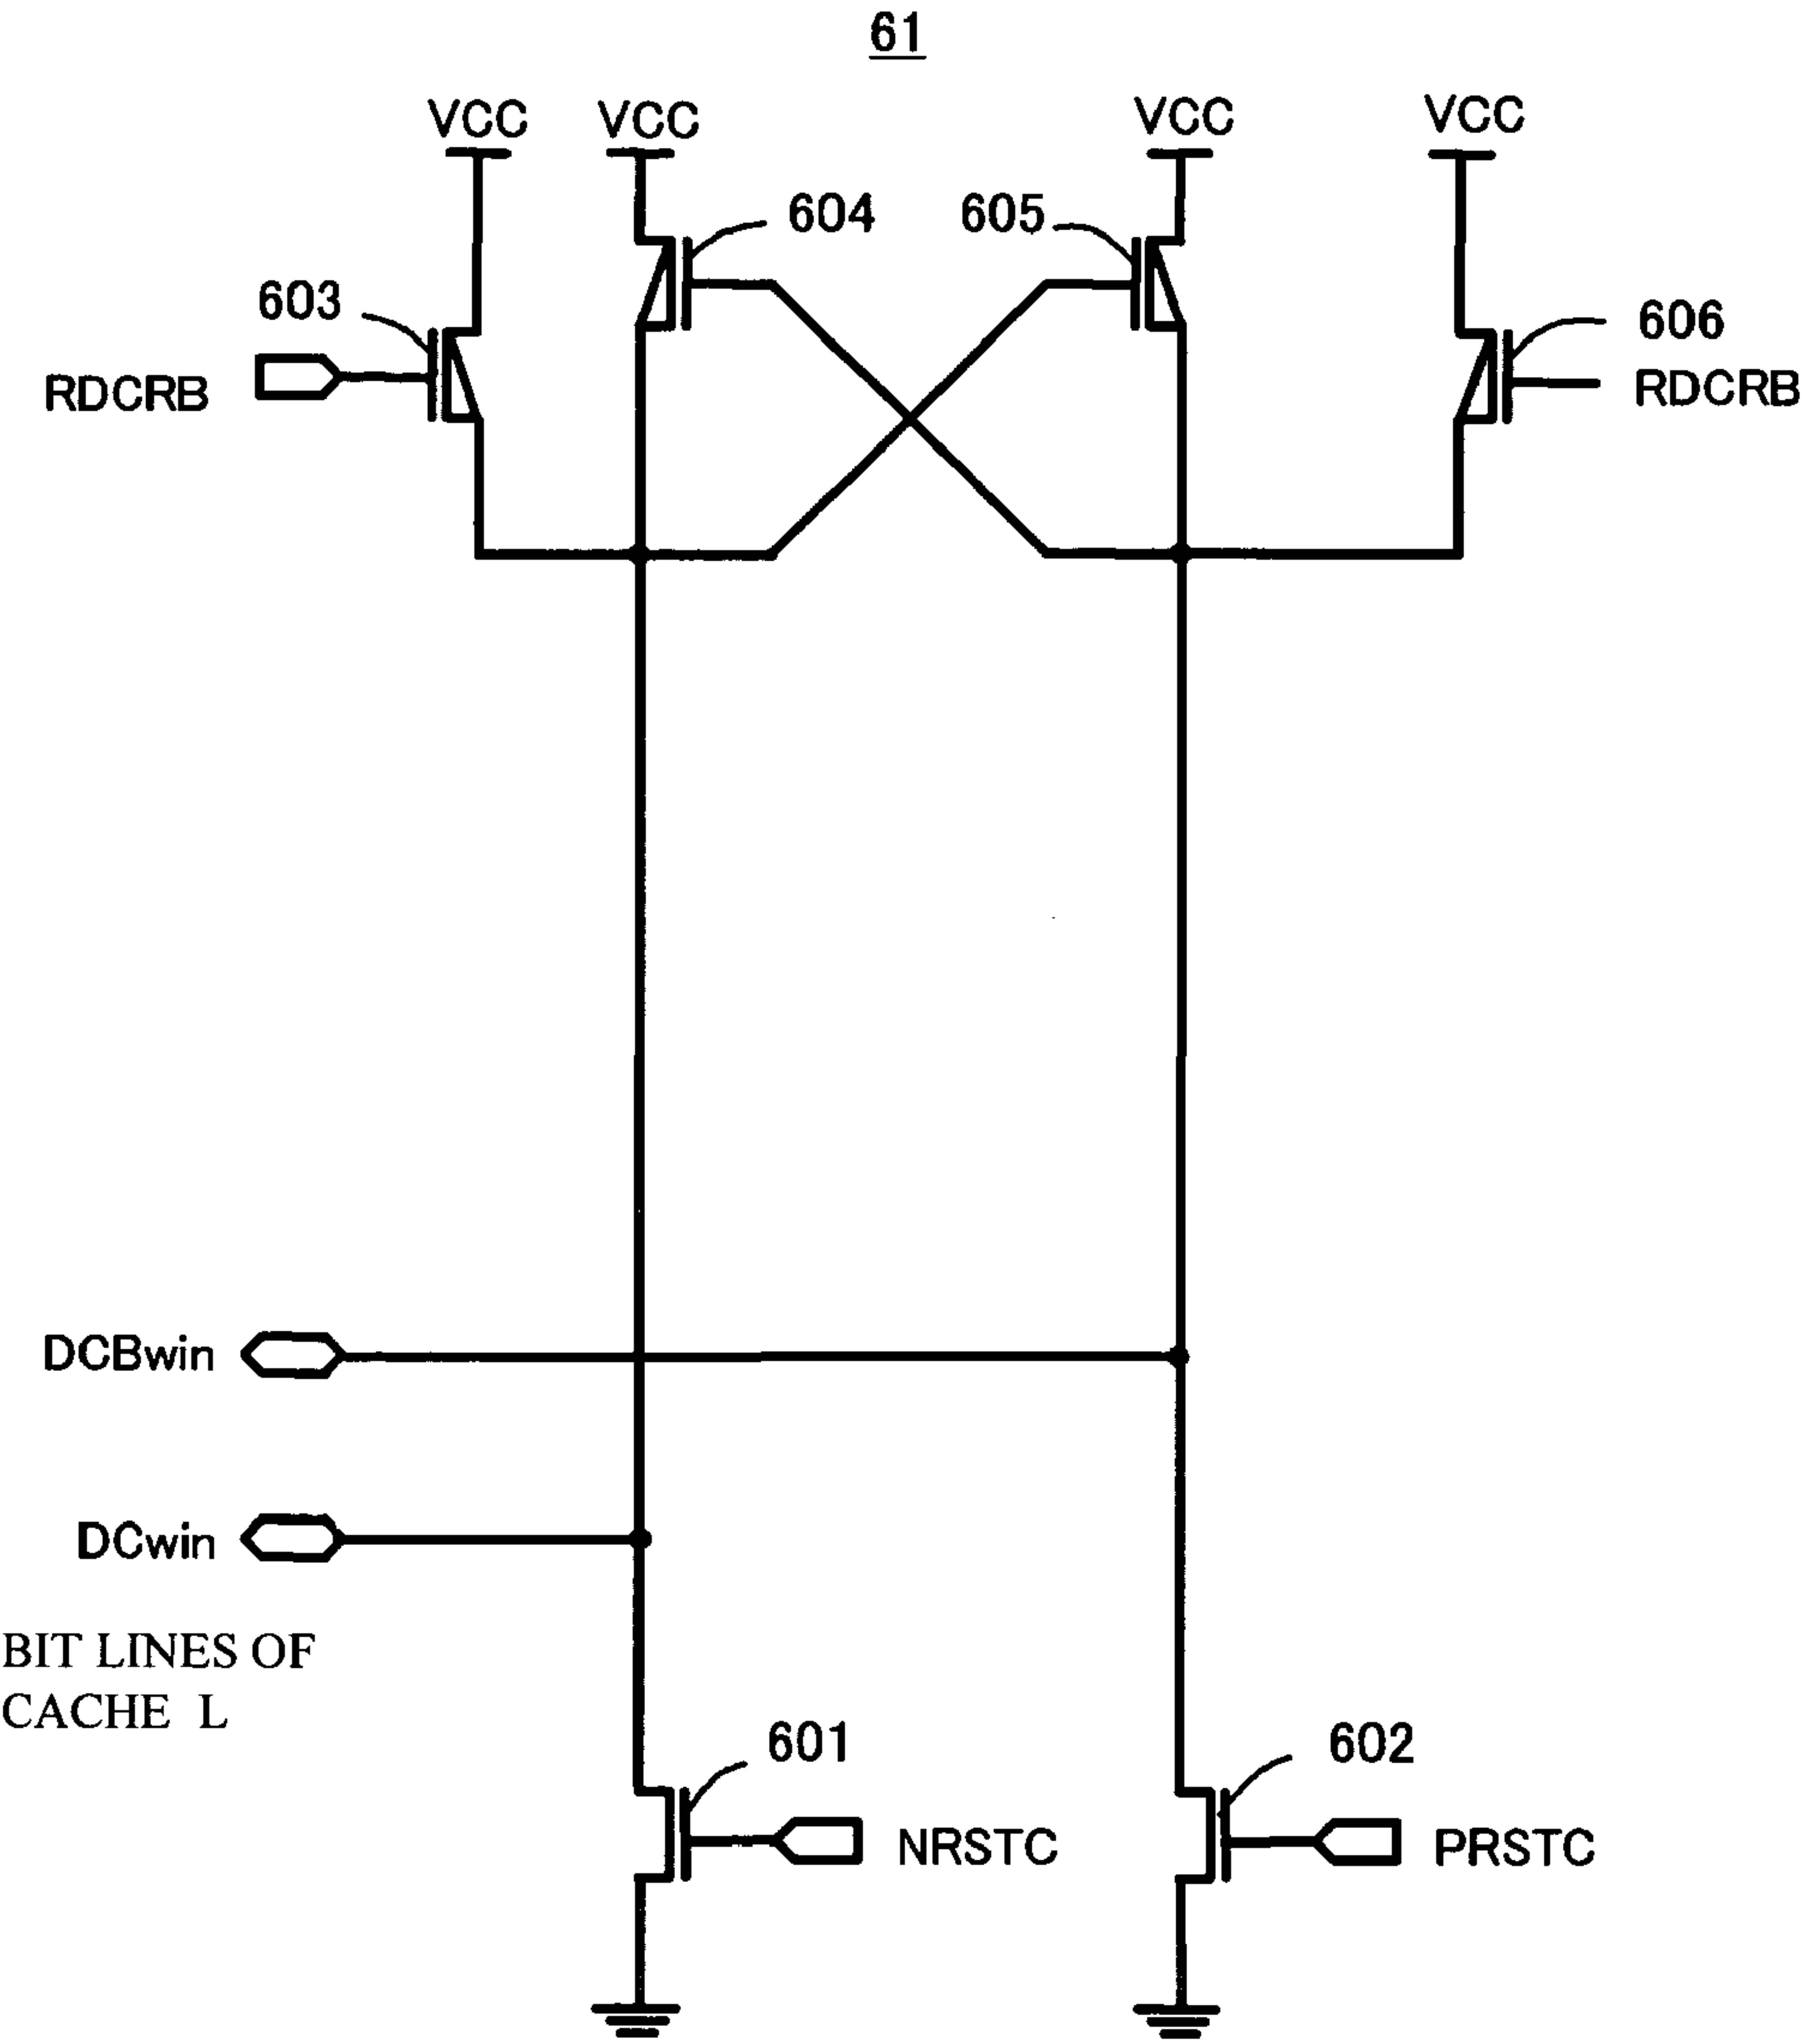 61
VCC VCC VCC VCC
604 605
603 606
RDCRB RDCRB
DCBwin
DCwin
BIT LINES OF
CACHE L
601 602
NRSTC PRSTC